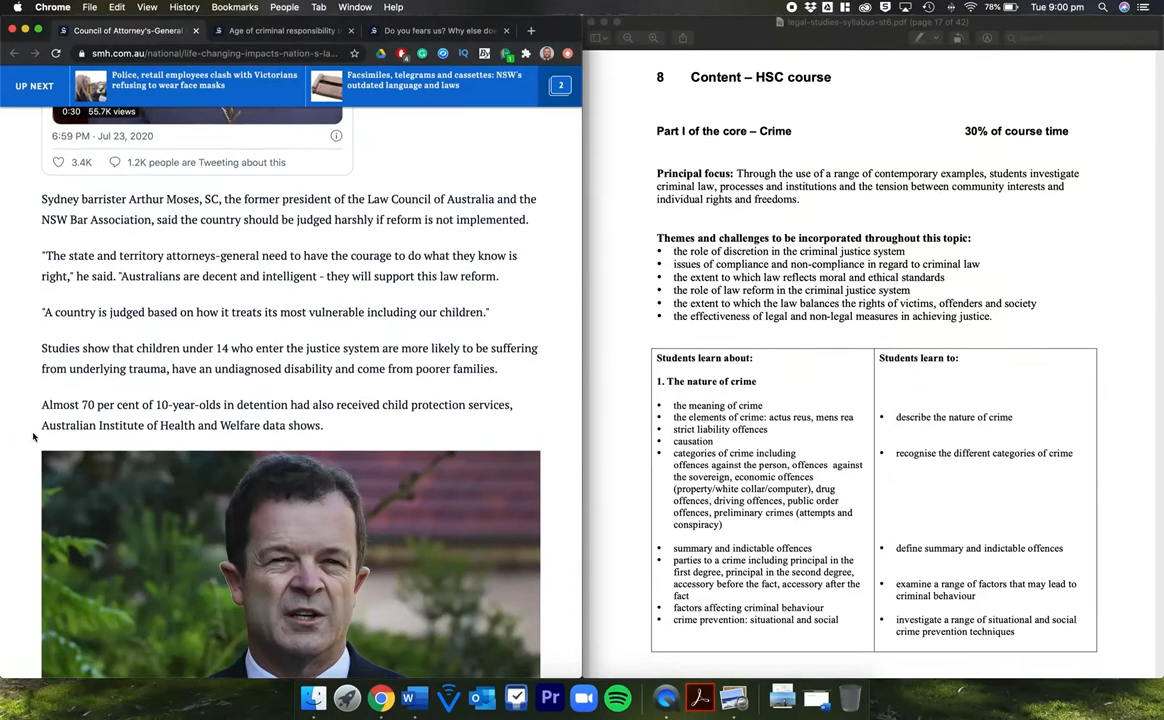 Chrome File Edit View History Bookmarks People Tab Window Help
78% Tue 9:00 pm
Council of Attorney's-General
Age of criminal responsibility
Do you fears us? Why else doe
legal-studies-syllabus-st6.pdf (page 17 of 42)
smh.com.au/national/life-changing-impacts-nation-s-la...
Search
UP NEXT
Police, retail employees clash with Victorians
refusing to wear face masks
Facsimiles, telegrams and cassettes: NSW's
outdated language and laws
2
0:30 55.7K views
6:59 PM · Jul 23, 2020
3.4K 1.2K people are Tweeting about this
Sydney barrister Arthur Moses, SC, the former president of the Law Council of Australia and the
NSW Bar Association, said the country should be judged harshly if reform is not implemented.
"The state and territory attorneys-general need to have the courage to do what they know is
right," he said. "Australians are decent and intelligent - they will support this law reform.
"A country is judged based on how it treats its most vulnerable including our children."
Studies show that children under 14 who enter the justice system are more likely to be suffering
from underlying trauma, have an undiagnosed disability and come from poorer families.
Almost 70 per cent of 10-year-olds in detention had also received child protection services,
Australian Institute of Health and Welfare data shows.
8 Content – HSC course
Part I of the core – Crime 30% of course time
Principal focus: Through the use of a range of contemporary examples, students investigate
criminal law, processes and institutions and the tension between community interests and
individual rights and freedoms.
Themes and challenges to be incorporated throughout this topic:
• the role of discretion in the criminal justice system
• issues of compliance and non-compliance in regard to criminal law
• the extent to which law reflects moral and ethical standards
• the role of law reform in the criminal justice system
• the extent to which the law balances the rights of victims, offenders and society
• the effectiveness of legal and non-legal measures in achieving justice.
Students learn about:
1. The nature of crime
• the meaning of crime
• the elements of crime: actus reus, mens rea
• strict liability offences
• causation
• categories of crime including
offences against the person, offences against
the sovereign, economic offences
(property/white collar/computer), drug
offences, driving offences, public order
offences, preliminary crimes (attempts and
conspiracy)
• summary and indictable offences
• parties to a crime including principal in the
first degree, principal in the second degree,
accessory before the fact, accessory after the
fact
• factors affecting criminal behaviour
• crime prevention: situational and social
Students learn to:
• describe the nature of crime
• recognise the different categories of crime
• define summary and indictable offences
• examine a range of factors that may lead to
criminal behaviour
• investigate a range of situational and social
crime prevention techniques